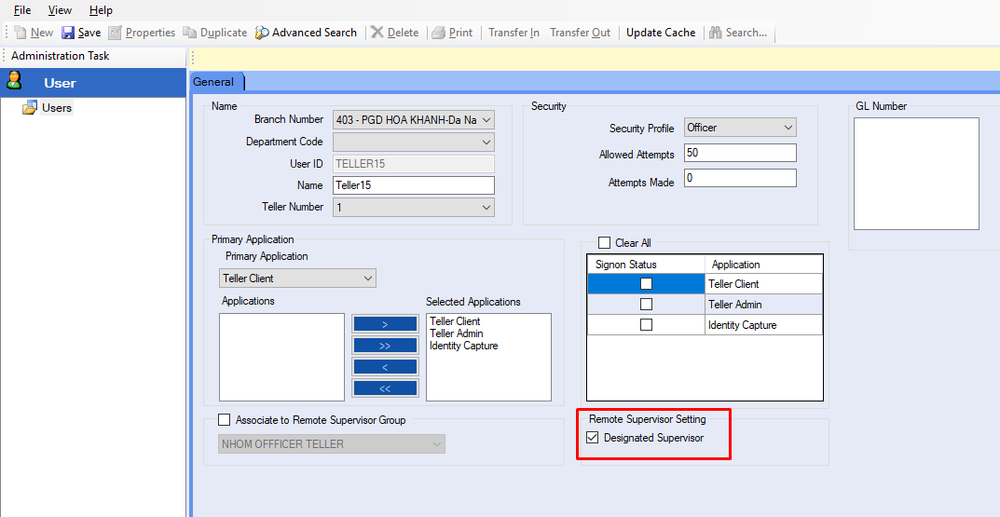 File View Help
New Save Properties Duplicate Advanced Search Delete Print Transfer In Transfer Out Update Cache Search...
Administration Task
User
Users
General
Name
Branch Number 403 - PGD HOA KHANH-Da Na
Department Code
User ID TELLER15
Name Teller15
Teller Number 1
Security
Security Profile Officer
Allowed Attempts 50
Attempts Made 0
GL Number
Primary Application
Primary Application
Teller Client
Applications
>
>>
<
<<
Selected Applications
Teller Client
Teller Admin
Identity Capture
Clear All
Signon Status Application
Teller Client
Teller Admin
Identity Capture
Associate to Remote Supervisor Group
NHOM OFFFICER TELLER
Remote Supervisor Setting
Designated Supervisor